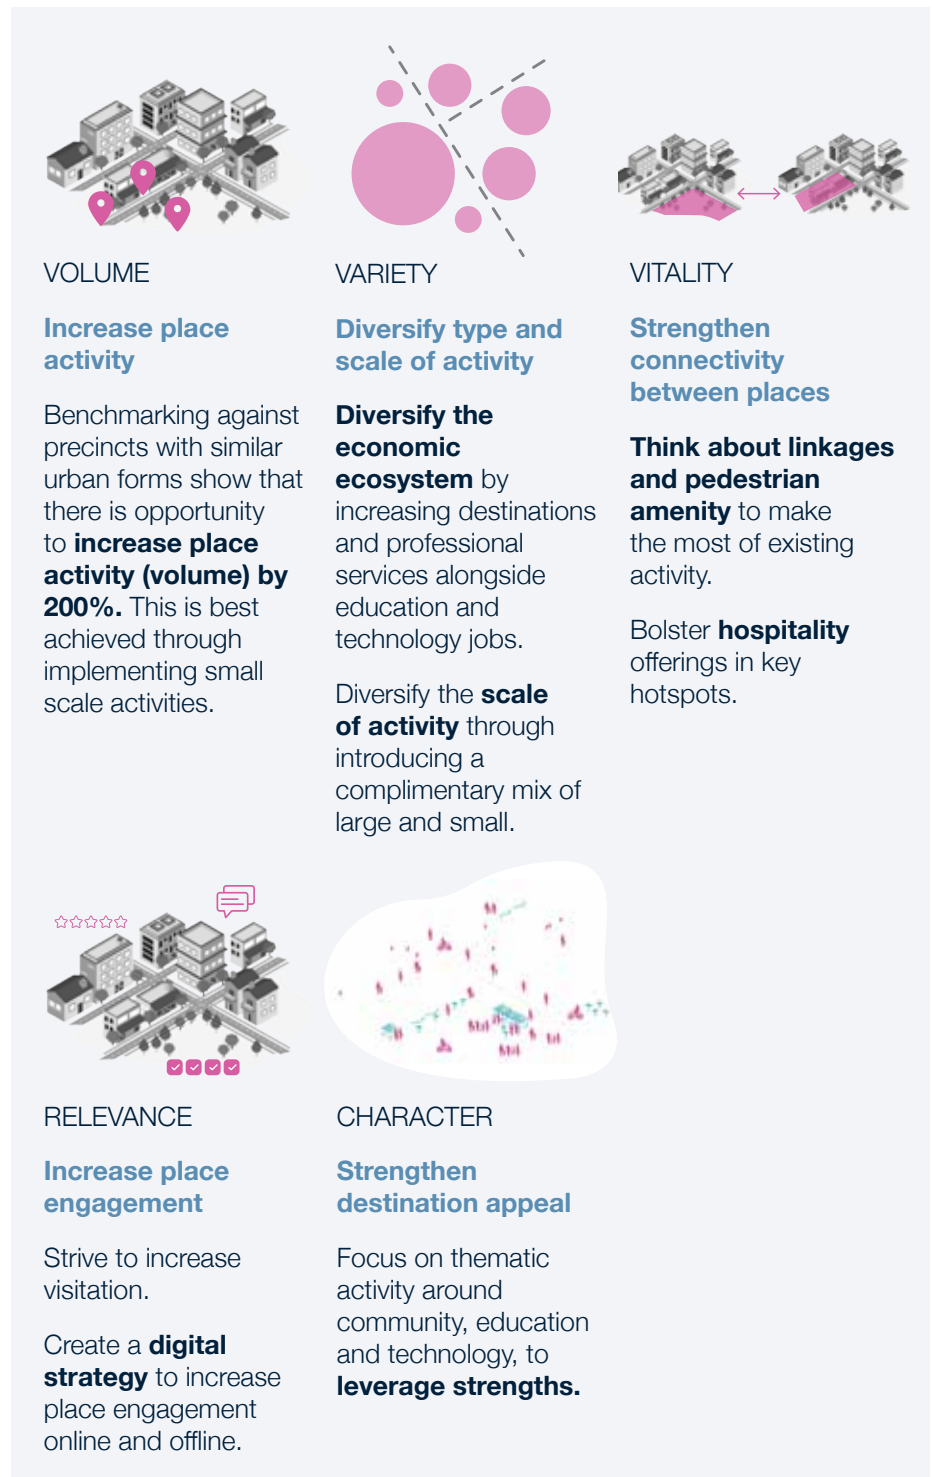 VOLUME
Increase place
activity
Benchmarking against
precincts with similar
urban forms show that
there is opportunity
to increase place
activity (volume) by
200%. This is best
achieved through
implementing small
scale activities.
VARIETY
Diversify type and
scale of activity
Diversify the
economic
ecosystem by
increasing destinations
and professional
services alongside
education and
technology jobs.
Diversify the scale
of activity through
introducing a
complimentary mix of
large and small.
VITALITY
Strengthen
connectivity
between places
Think about linkages
and pedestrian
amenity to make
the most of existing
activity.
Bolster hospitality
offerings in key
hotspots.
RELEVANCE
Increase place
engagement
Strive to increase
visitation.
Create a digital
strategy to increase
place engagement
online and offline.
CHARACTER
Strengthen
destination appeal
Focus on thematic
activity around
community, education
and technology, to
leverage strengths.